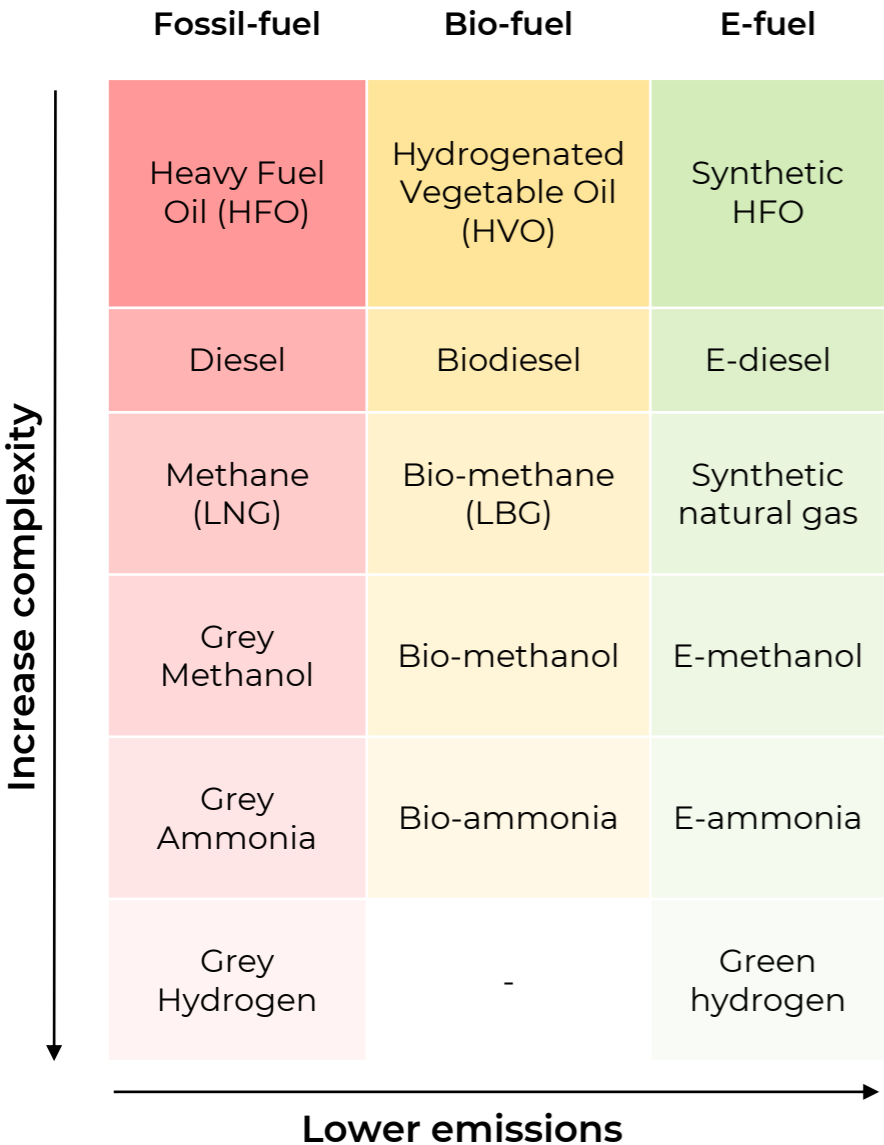 Fossil-fuel
Bio-fuel
E-fuel
Increase complexity
Heavy Fuel
Oil (HFO)
Hydrogenated
Vegetable Oil
(HVO)
Synthetic
HFO
Diesel
Biodiesel
E-diesel
Methane
(LNG)
Bio-methane
(LBG)
Synthetic
natural gas
Grey
Methanol
Bio-methanol
E-methanol
Grey
Ammonia
Bio-ammonia
E-ammonia
Grey
Hydrogen
-
Green
hydrogen
Lower emissions